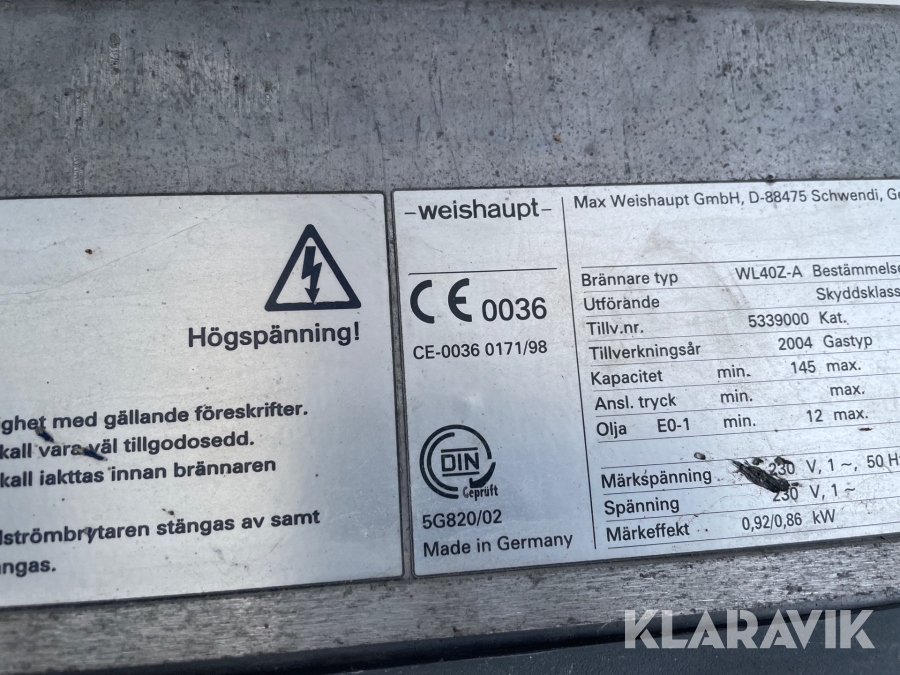 Högspänning!
ghet med gällande föreskrifter.
kall vara väl tillgodosedd.
kall iakttas innan brännaren
lströmbrytaren stängas av samt
ngas.
-weishaupt-
CE 0036
CE-0036 0171/98
DIN
Geprüft
5G820/02
Made in Germany
Max Weishaupt GmbH, D-88475 Schwendi, Ge
Brännare typ WL40Z-A Bestämmelse
Utförande Skyddsklass
Tillv.nr. 5339000 Kat.
Tillverkningsår 2004 Gastyp
Kapacitet min. 145 max.
Ansl. tryck min. max.
Olja E0-1 min. 12 max.
Märkspänning 230 V, 1 ~, 50 H
Spänning 230 V, 1 ~
Märkeffekt 0,92/0,86 kW
KLARAVIK